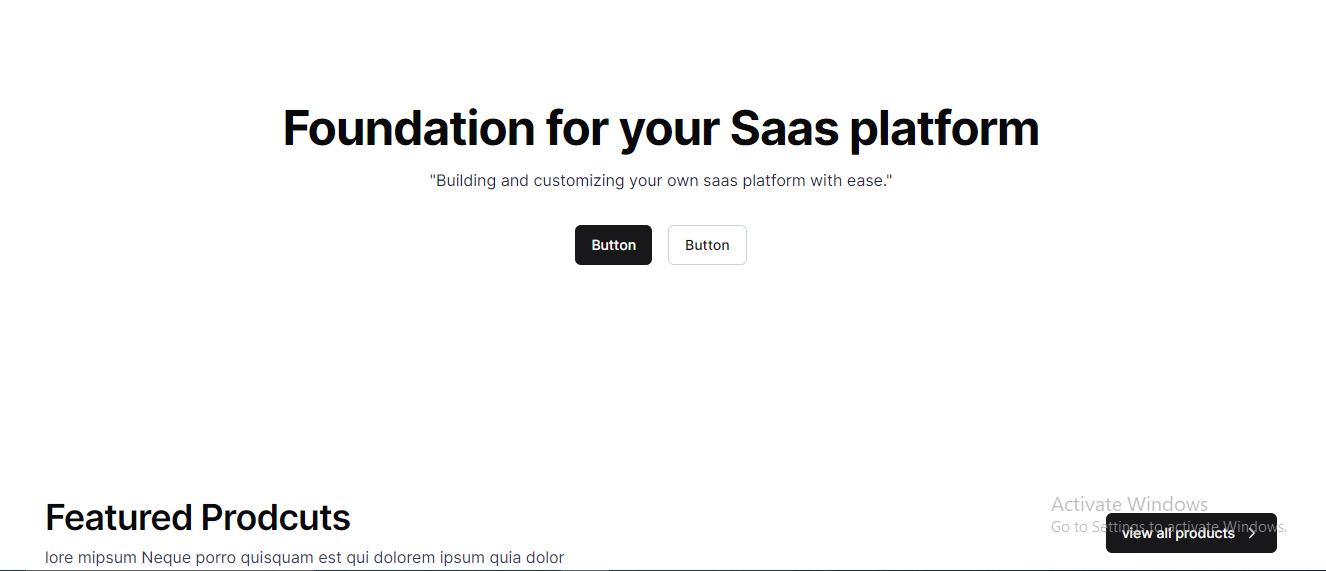 Foundation for your Saas platform
"Building and customizing your own saas platform with ease."
Button Button
Featured Prodcuts
lore mipsum Neque porro quisquam est qui dolorem ipsum quia dolor
Activate Windows
Go to Settings to activate Windows.
view all products